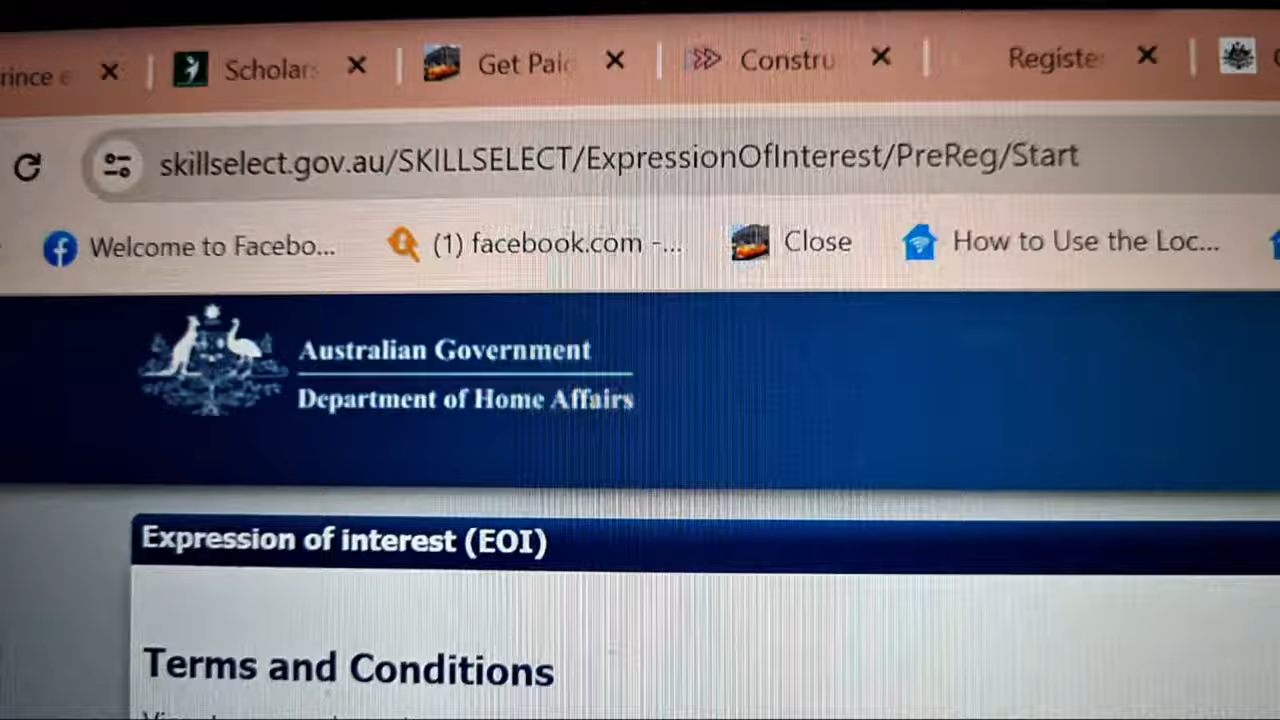 Scholar
Get Paid
Constru
Registe
skillselect.gov.au/SKILLSELECT/ExpressionOfInterest/PreReg/Start
Welcome to Facebo...
(1) facebook.com -...
Close
How to Use the Loc...
Australian Government
Department of Home Affairs
Expression of interest (EOI)
Terms and Conditions